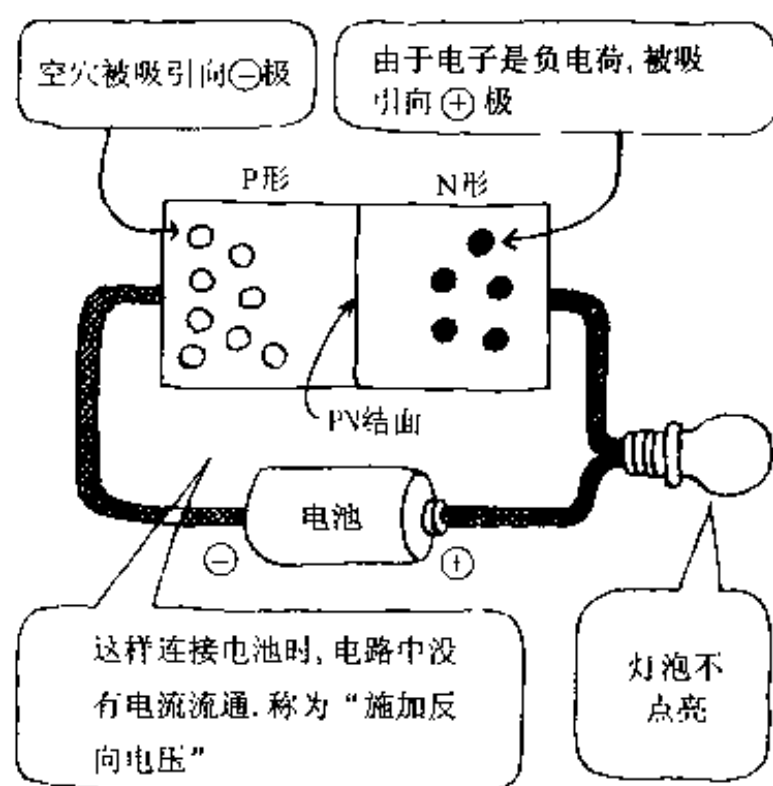 空穴被吸引向⊖极
由于电子是负电荷,被吸
引向⊕极
P形
N形
PN结面
电池
⊖
⊕
这样连接电池时,电路中没
有电流流通.称为“施加反
向电压”
灯泡不
点亮